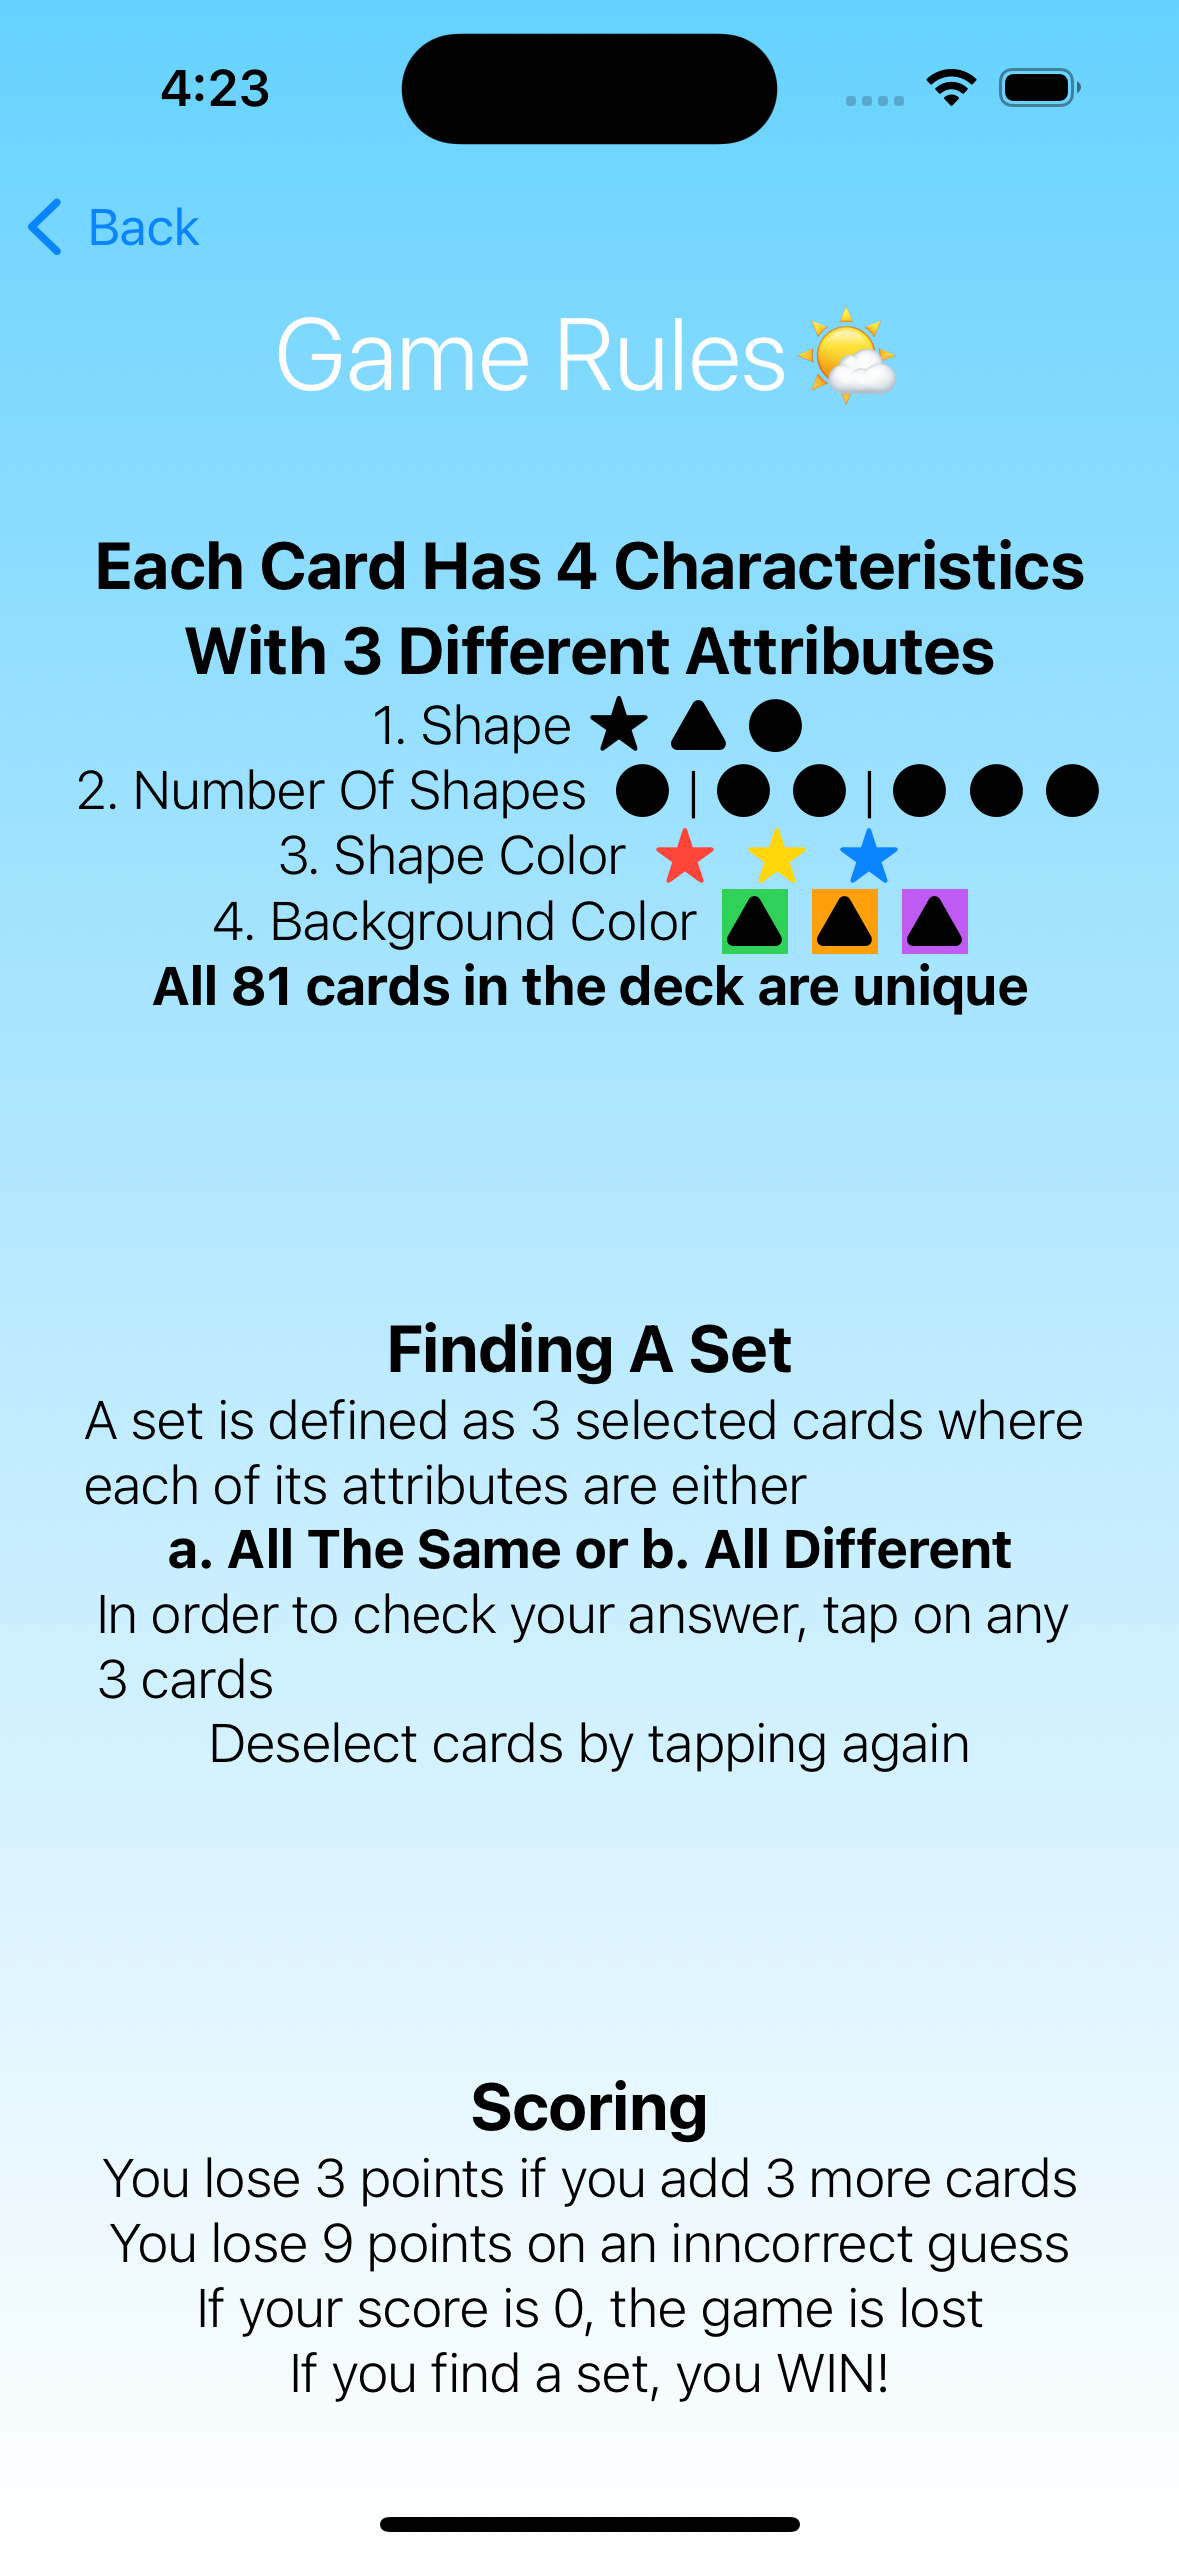 4:23
Back
Game Rules
Each Card Has 4 Characteristics
With 3 Different Attributes
1. Shape
2. Number Of Shapes | |
3. Shape Color
4. Background Color
All 81 cards in the deck are unique
Finding A Set
A set is defined as 3 selected cards where
each of its attributes are either
a. All The Same or b. All Different
In order to check your answer, tap on any
3 cards
Deselect cards by tapping again
Scoring
You lose 3 points if you add 3 more cards
You lose 9 points on an inncorrect guess
If your score is 0, the game is lost
If you find a set, you WIN!